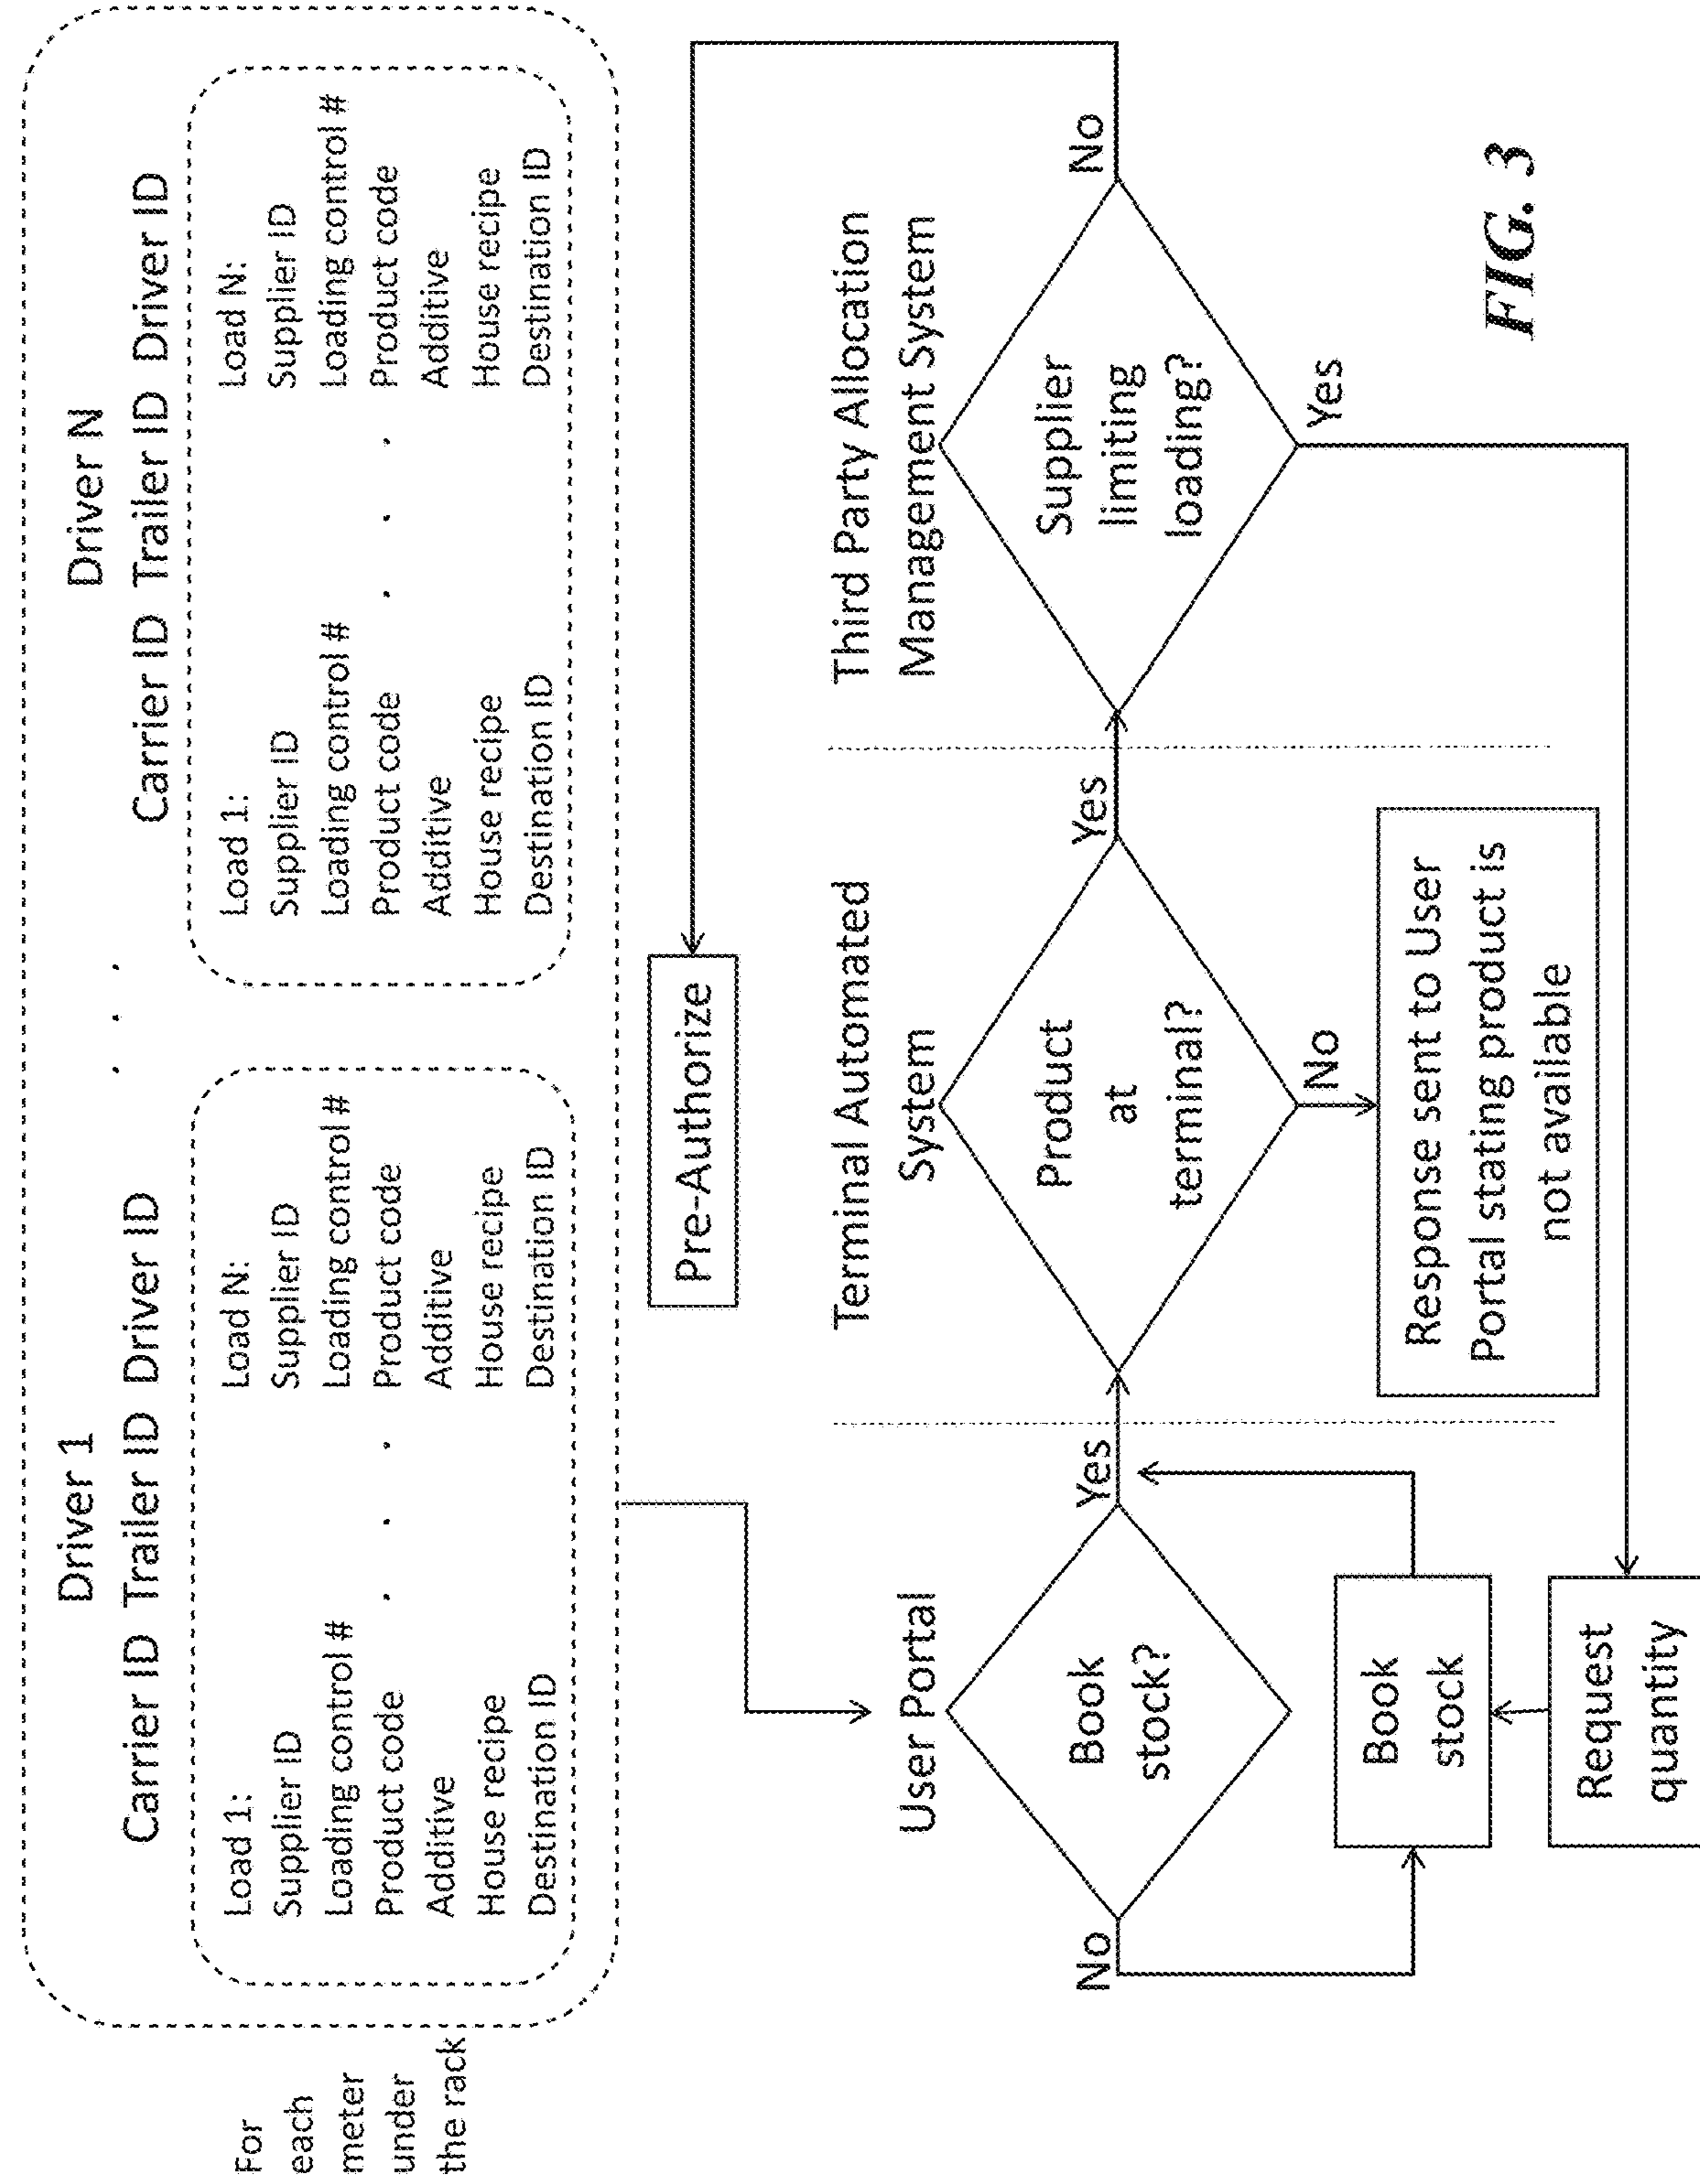 For
each
meter
under
the rack
Driver 1
Carrier ID Trailer ID Driver ID
Load 1:
Supplier ID
Loading control #
Product code
Additive
House recipe
Destination ID
. . .
Load N:
Supplier ID
Loading control #
Product code
Additive
House recipe
Destination ID
. . .
Driver N
Carrier ID Trailer ID Driver ID
Load 1:
Supplier ID
Loading control #
Product code
Additive
House recipe
Destination ID
. . .
Load N:
Supplier ID
Loading control #
Product code
Additive
House recipe
Destination ID
Pre-Authorize
User Portal
Book
stock?
No
Yes
Book
stock
Request
quantity
Terminal Automated
System
Product
at
terminal?
Yes
No
Response sent to User
Portal stating product is
not available
Third Party Allocation
Management System
Supplier
limiting
loading?
No
Yes
FIG. 3